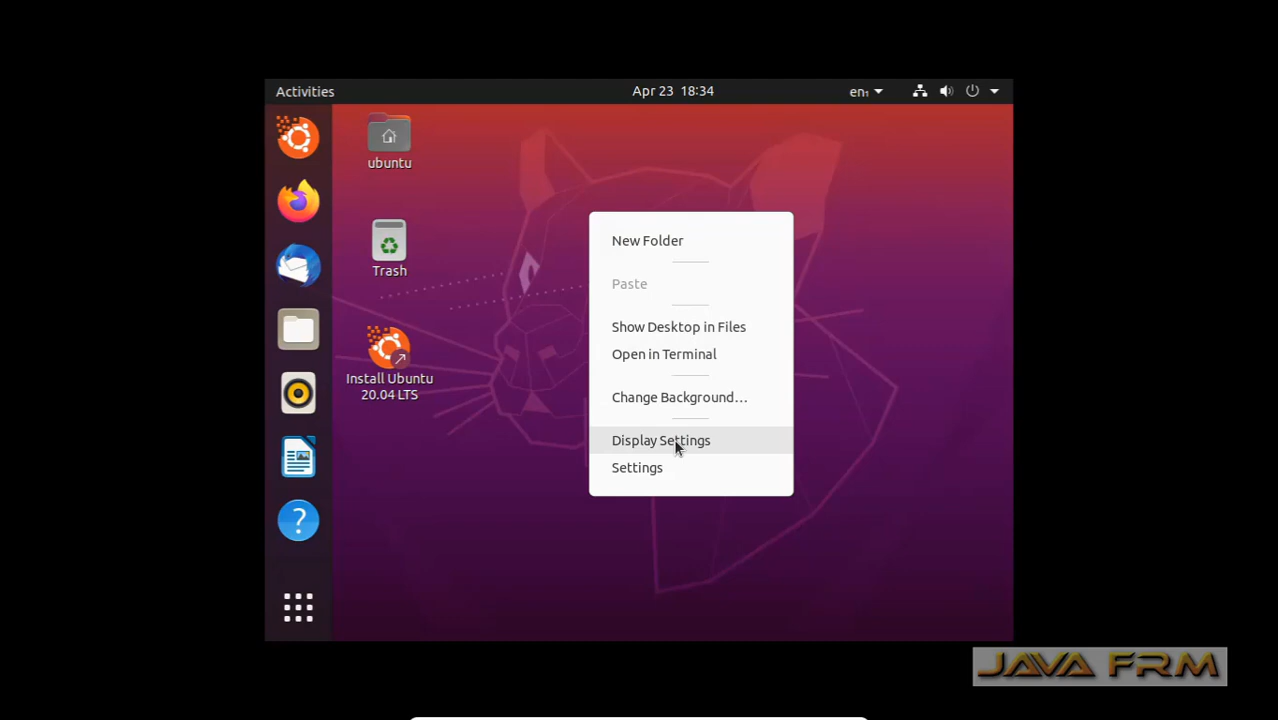 Activities
Apr 23 18:34
en₁
ubuntu
Trash
Install Ubuntu
20.04 LTS
New Folder
Paste
Show Desktop in Files
Open in Terminal
Change Background…
Display Settings
Settings
JAVA FRM